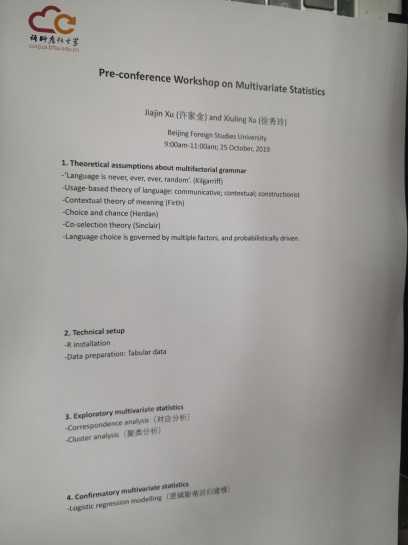 语料库语言学
corpus.bfsu.edu.cn
Pre-conference Workshop on Multivariate Statistics
Jiajin Xu (许家金) and Xiuling Xu (徐秀玲)
Beijing Foreign Studies University
9:00am-11:00am; 25 October, 2019
1. Theoretical assumptions about multifactorial grammar
-'Language is never, ever, ever, random'. (Kilgarriff)
-Usage-based theory of language: communicative; contextual; constructionist
-Contextual theory of meaning (Firth)
-Choice and chance (Herdan)
-Co-selection theory (Sinclair)
-Language choice is governed by multiple factors, and probabilistically driven.
2. Technical setup
-R installation
-Data preparation: Tabular data
3. Exploratory multivariate statistics
-Correspondence analysis (对应分析)
-Cluster analysis (聚类分析)
4. Confirmatory multivariate statistics
-Logistic regression modelling (逻辑斯蒂回归建模)